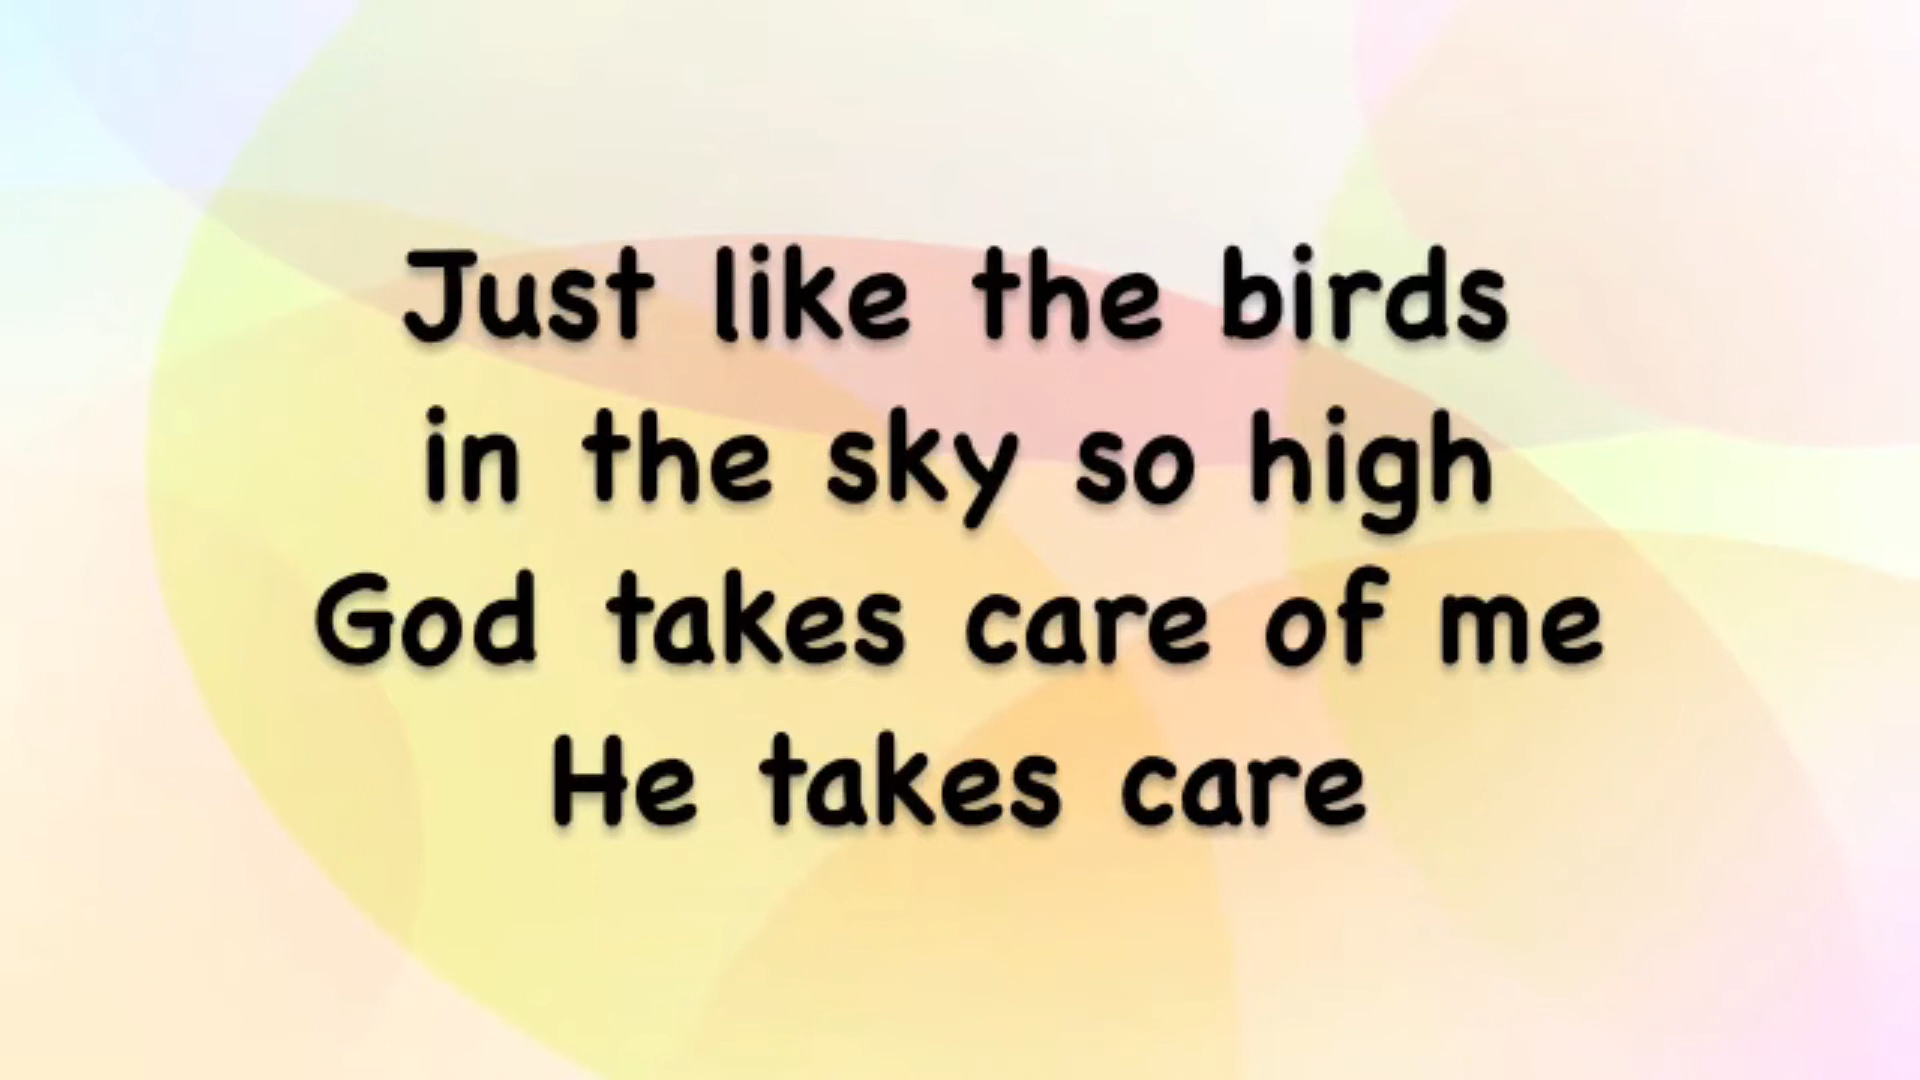 Just like the birds
in the sky so high
God takes care of me
He takes care